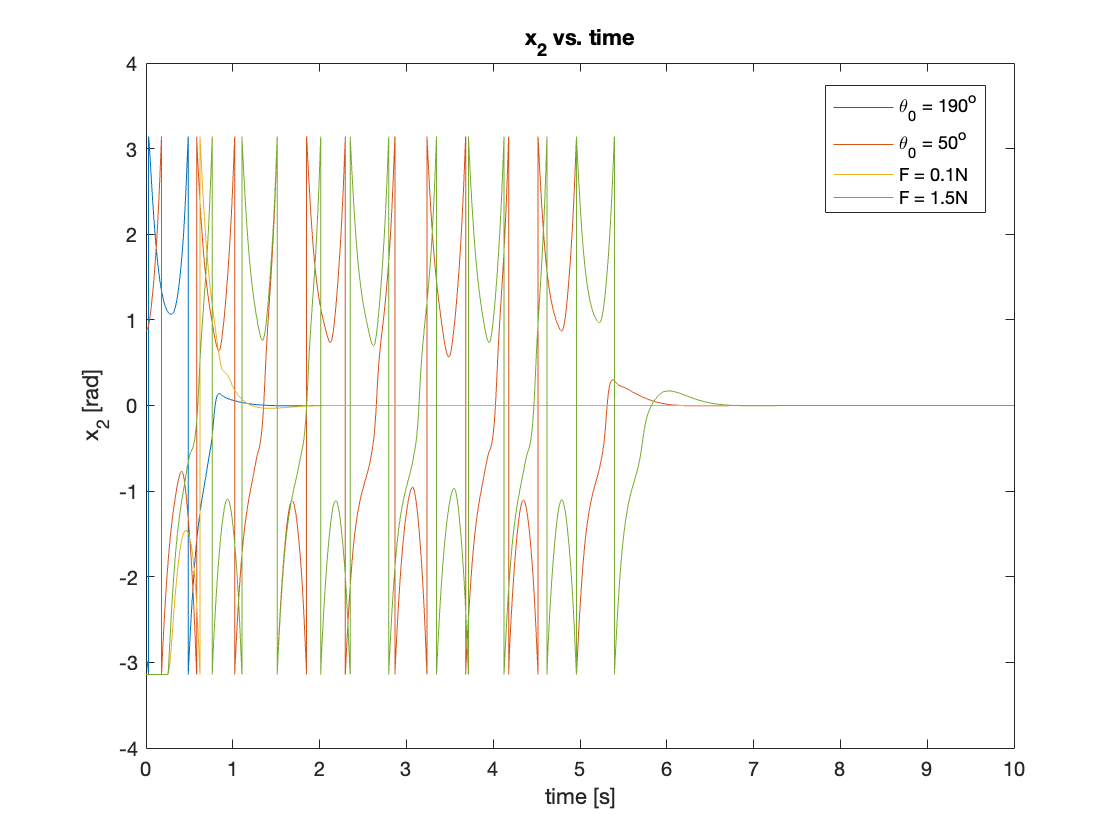 x₂ vs. time
θ₀ = 190°
θ₀ = 50°
F = 0.1N
F = 1.5N
x₂ [rad]
4
3
2
1
0
-1
-2
-3
-4
0 1 2 3 4 5 6 7 8 9 10
time [s]